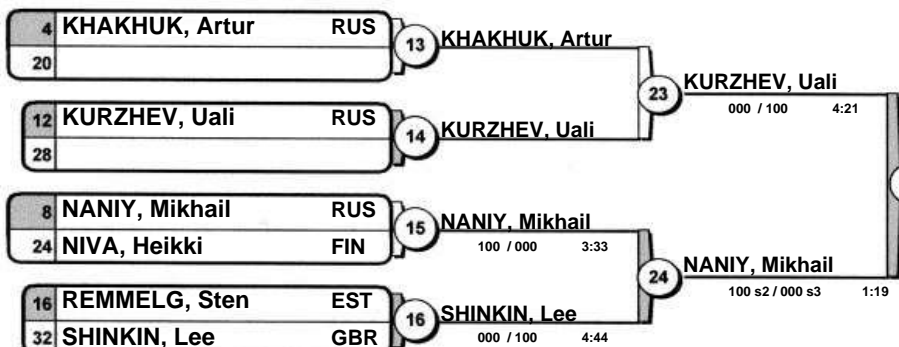 4 KHAKHUK, Artur RUS
20
13 KHAKHUK, Artur
12 KURZHEV, Uali RUS
28
14 KURZHEV, Uali
23 KURZHEV, Uali
000 / 100 4:21
8 NANIY, Mikhail RUS
24 NIVA, Heikki FIN
15 NANIY, Mikhail
100 / 000 3:33
16 REMMELG, Sten EST
32 SHINKIN, Lee GBR
16 SHINKIN, Lee
000 / 100 4:44
24 NANIY, Mikhail
100 s2 / 000 s3 1:19